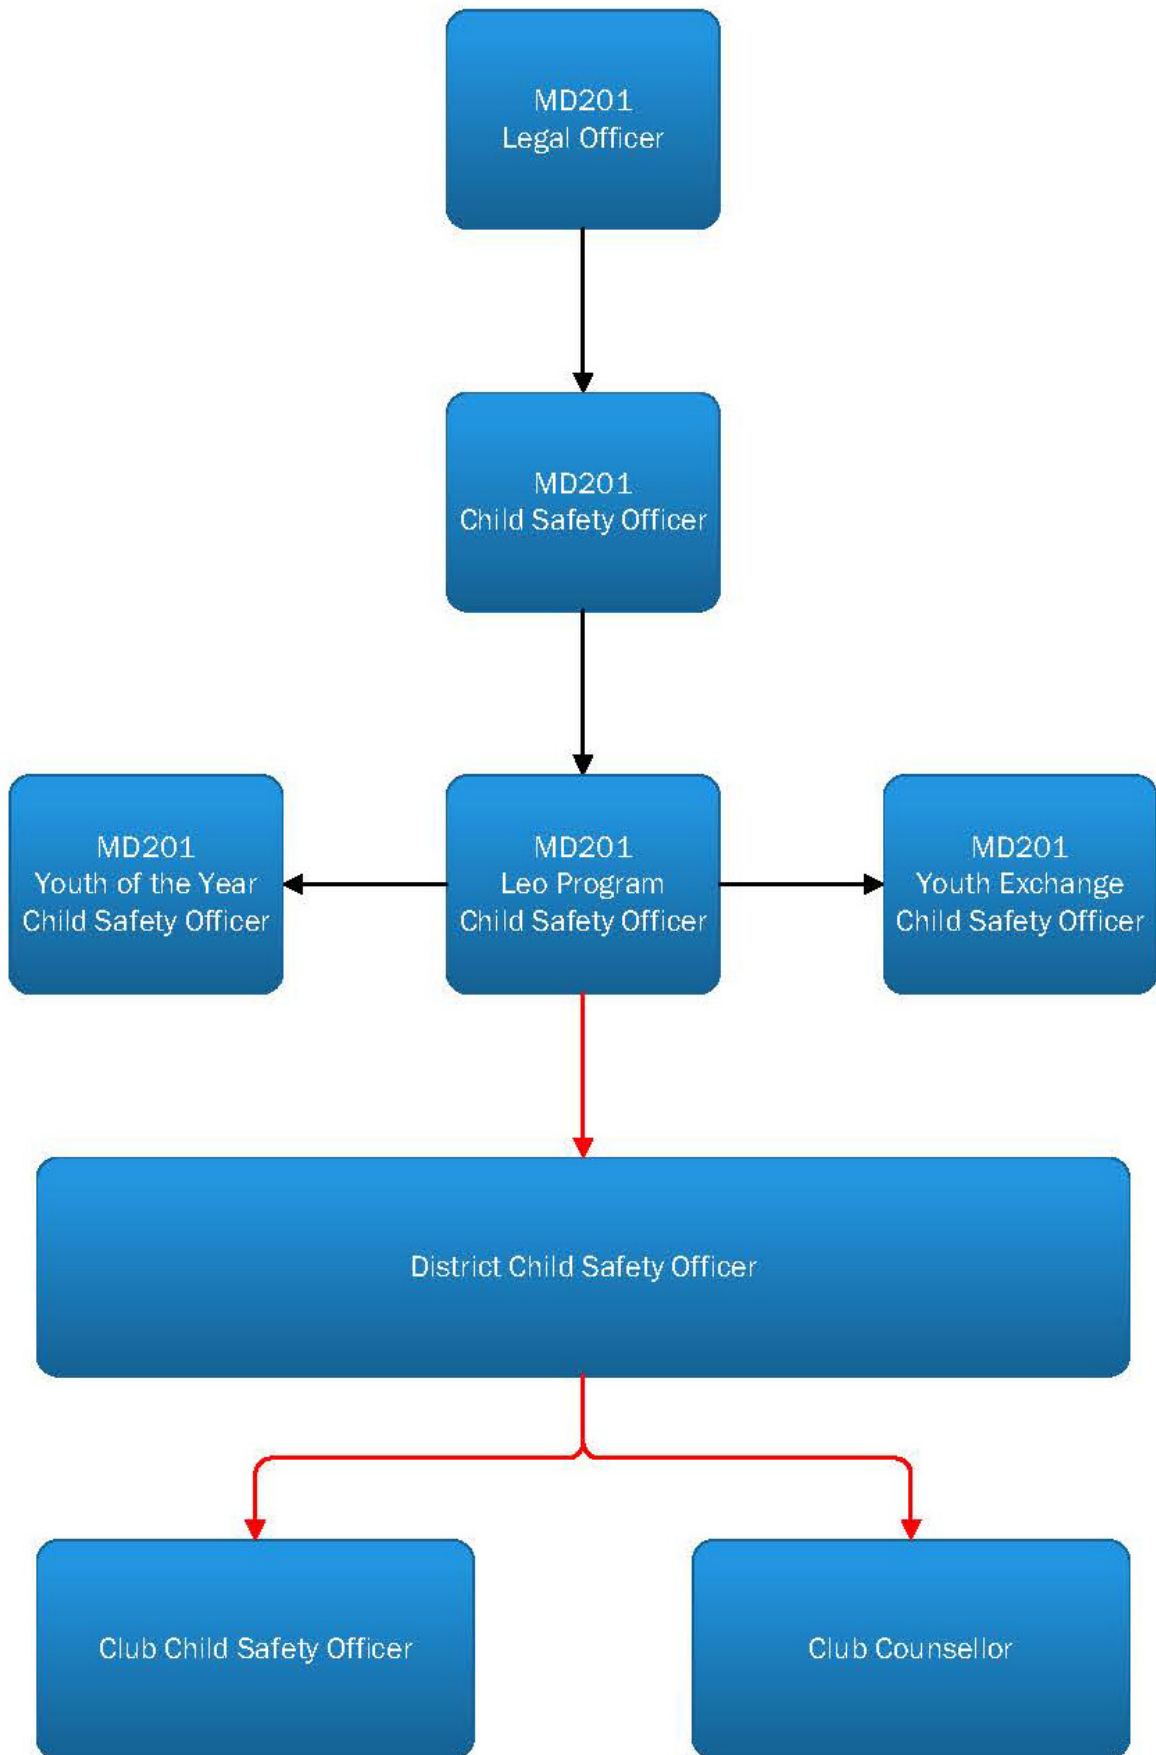 MD201
Legal Officer
MD201
Child Safety Officer
MD201
Youth of the Year
Child Safety Officer
MD201
Leo Program
Child Safety Officer
MD201
Youth Exchange
Child Safety Officer
District Child Safety Officer
Club Child Safety Officer
Club Counsellor